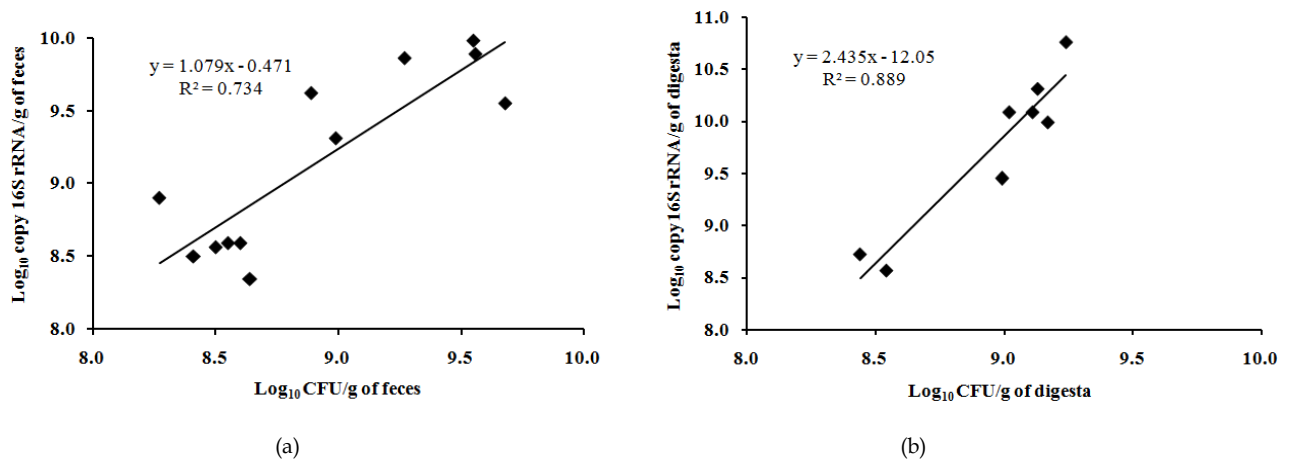 y = 1.079x - 0.471
R² = 0.734
Log₁₀ copy 16S rRNA/g of feces
10.0
9.5
9.0
8.5
8.0
8.0 8.5 9.0 9.5 10.0
Log₁₀ CFU/g of feces
(a)
y = 2.435x - 12.05
R² = 0.889
Log₁₀ copy 16S rRNA/g of digesta
11.0
10.5
10.0
9.5
9.0
8.5
8.0
8.0 8.5 9.0 9.5 10.0
Log₁₀ CFU/g of digesta
(b)